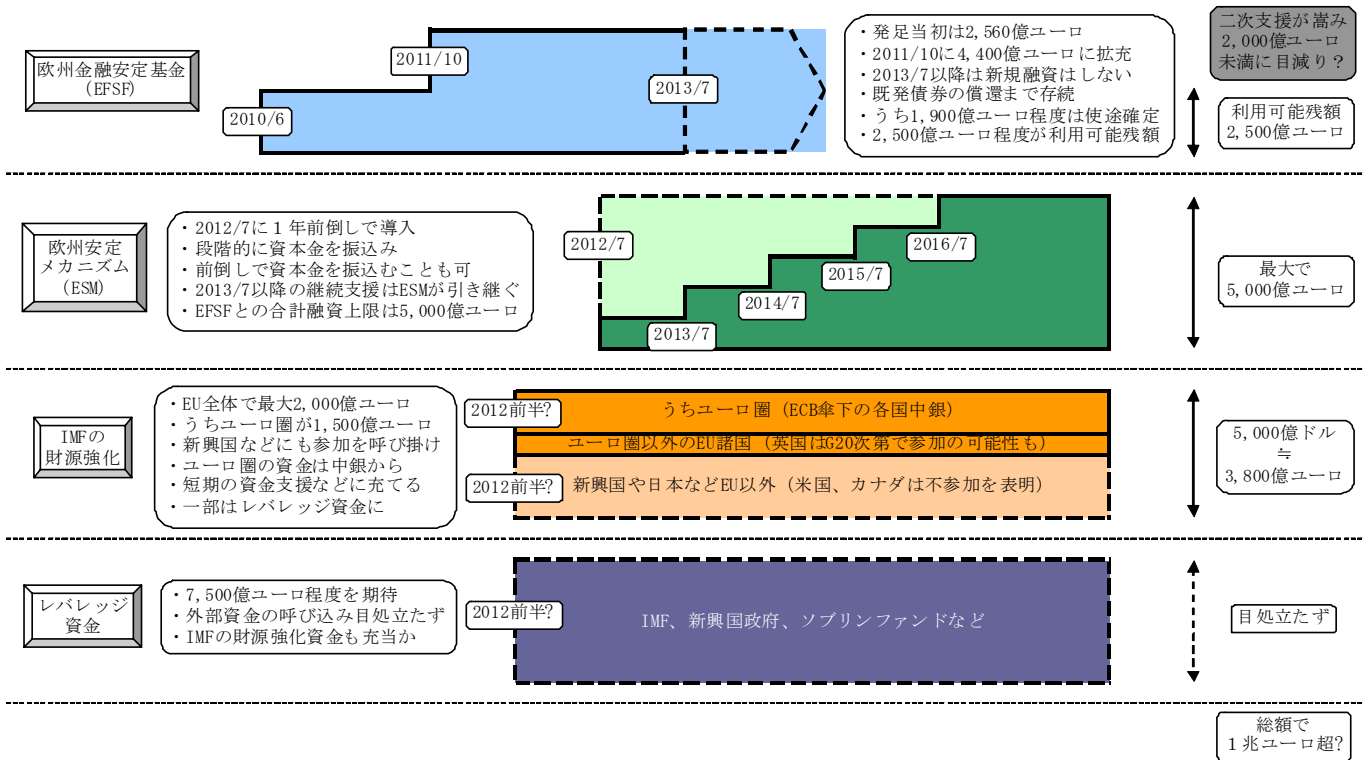 欧州金融安定基金
(EFSF)
2010/6
2011/10
2013/7
・発足当初は2,560億ユーロ
・2011/10に4,400億ユーロに拡充
・2013/7以降は新規融資はしない
・既発債券の償還まで存続
・うち1,900億ユーロ程度は使途確定
・2,500億ユーロ程度が利用可能残額
二次支援が嵩み
2,000億ユーロ
未満に目減り？
利用可能残額
2,500億ユーロ
欧州安定
メカニズム
(ESM)
・2012/7に１年前倒しで導入
・段階的に資本金を振込み
・前倒しで資本金を振込むことも可
・2013/7以降の継続支援はESMが引き継ぐ
・EFSFとの合計融資上限は5,000億ユーロ
2012/7
2013/7
2014/7
2015/7
2016/7
最大で
5,000億ユーロ
IMFの
財源強化
・EU全体で最大2,000億ユーロ
・うちユーロ圏が1,500億ユーロ
・新興国などにも参加を呼び掛け
・ユーロ圏の資金は中銀から
・短期の資金支援などに充てる
・一部はレバレッジ資金に
2012前半?
うちユーロ圏（ECB傘下の各国中銀）
ユーロ圏以外のEU諸国（英国はG20次第で参加の可能性も）
2012前半?
新興国や日本などEU以外（米国、カナダは不参加を表明）
5,000億ドル
≒
3,800億ユーロ
レバレッジ
資金
・7,500億ユーロ程度を期待
・外部資金の呼び込み目処立たず
・IMFの財源強化資金も充当か
2012前半?
IMF、新興国政府、ソブリンファンドなど
目処立たず
総額で
１兆ユーロ超?